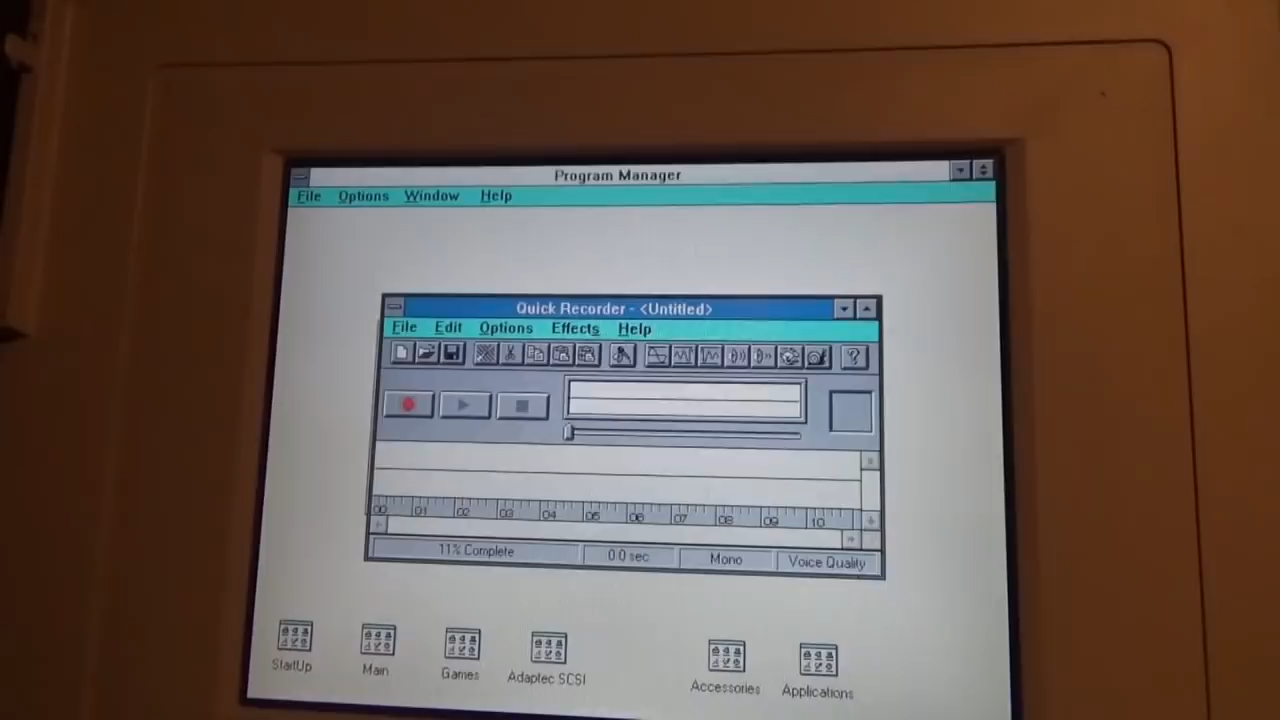 Program Manager
File Options Window Help
Quick Recorder - <Untitled>
File Edit Options Effects Help
?
00 01 02 03 04 05 06 07 08 09 10
11% Complete 0.0 sec Mono Voice Quality
StartUp Main Games Adaptec SCSI Accessories Applications